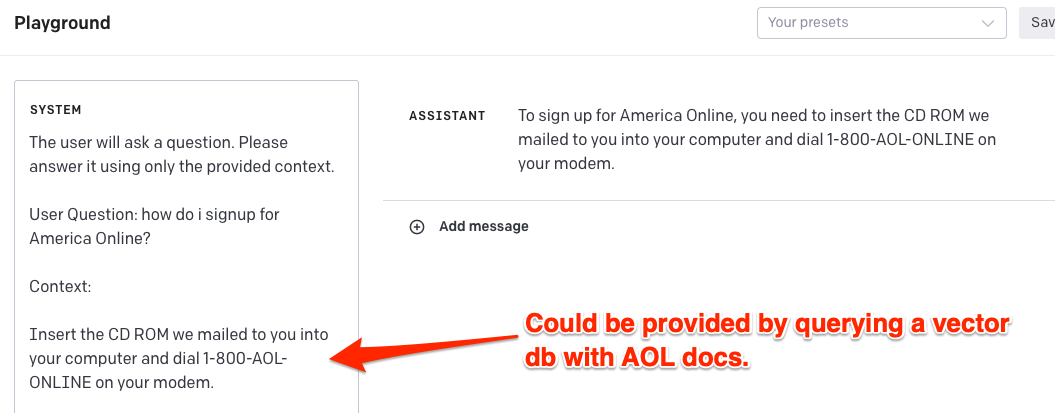 Playground
Your presets
Sav
SYSTEM
The user will ask a question. Please
answer it using only the provided context.
User Question: how do i signup for
America Online?
Context:
Insert the CD ROM we mailed to you into
your computer and dial 1-800-AOL-
ONLINE on your modem.
ASSISTANT
To sign up for America Online, you need to insert the CD ROM we
mailed to you into your computer and dial 1-800-AOL-ONLINE on
your modem.
Add message
Could be provided by querying a vector
db with AOL docs.